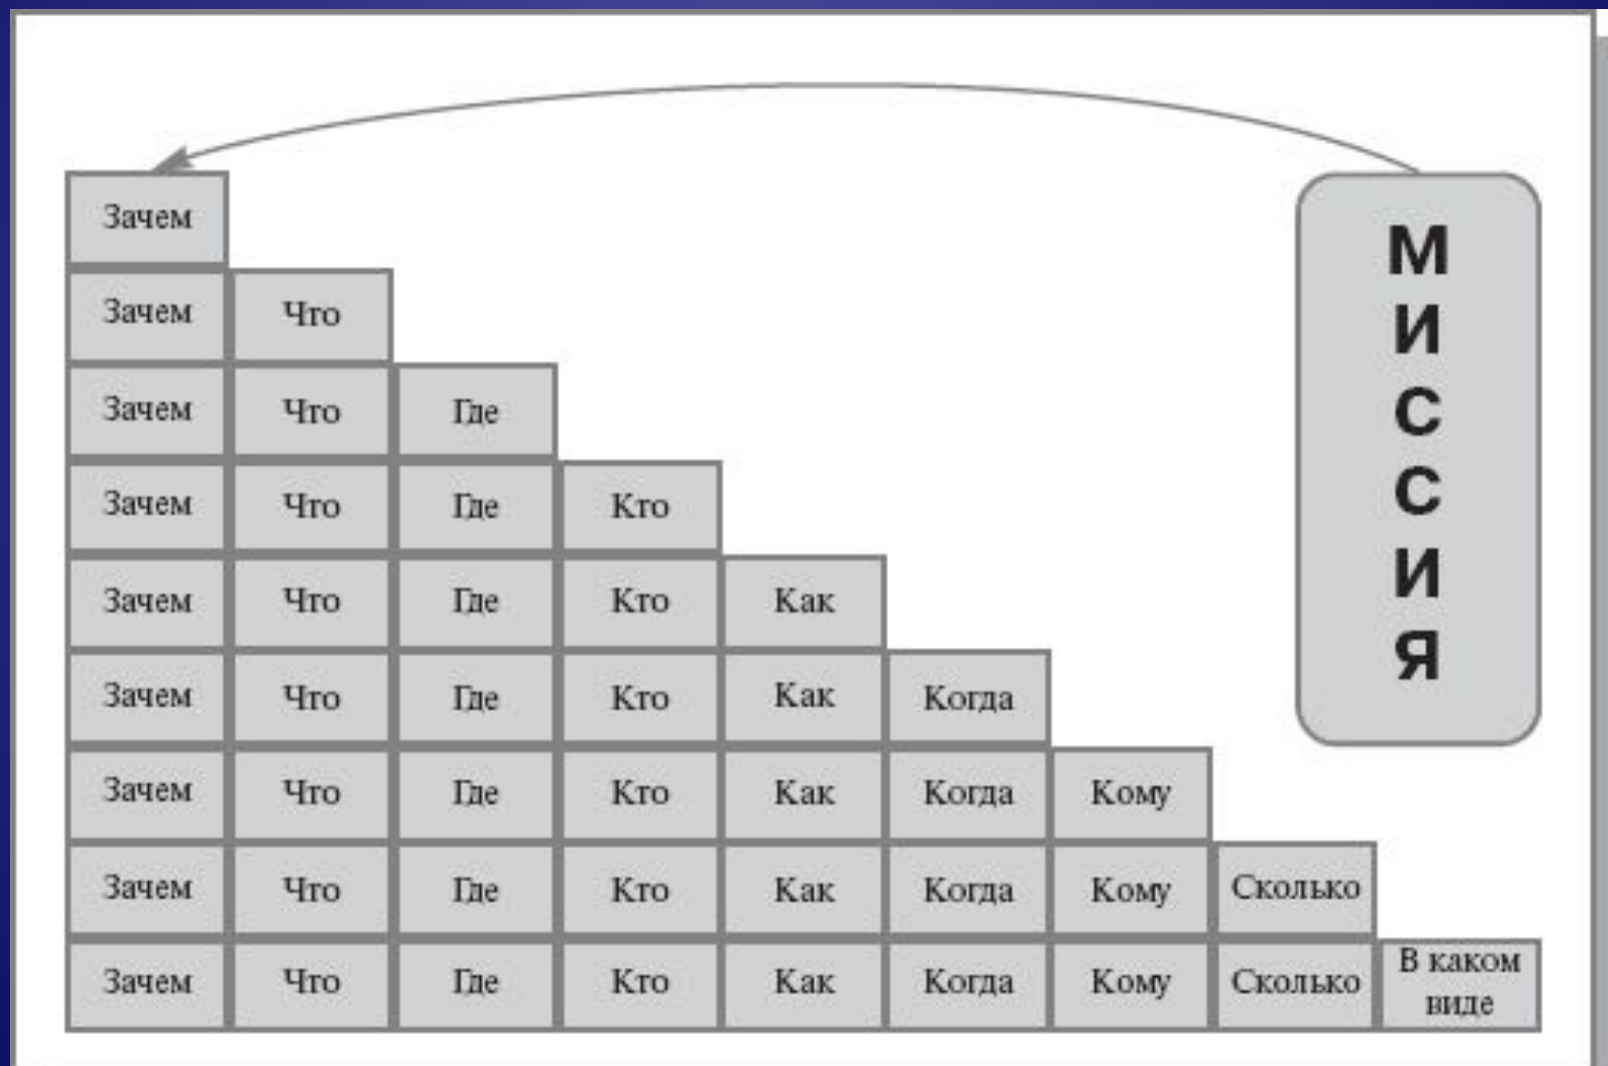 Зачем
Зачем Что
Зачем Что Где
Зачем Что Где Кто
Зачем Что Где Кто Как
Зачем Что Где Кто Как Когда
Зачем Что Где Кто Как Когда Кому
Зачем Что Где Кто Как Когда Кому Сколько
Зачем Что Где Кто Как Когда Кому Сколько В каком
виде
М
И
С
С
И
Я